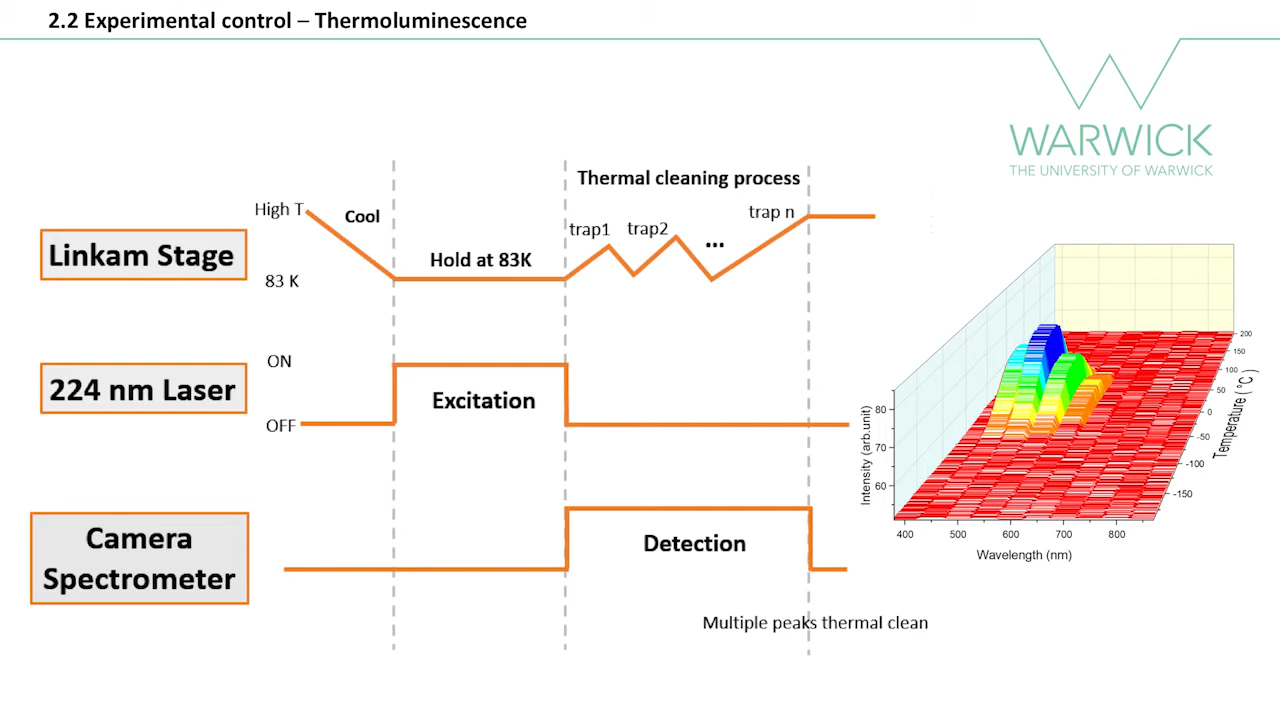 2.2 Experimental control – Thermoluminescence
WARWICK
THE UNIVERSITY OF WARWICK
Thermal cleaning process
High T
Cool
trap1
trap2
...
trap n
Linkam Stage
Hold at 83K
83 K
ON
224 nm Laser
Excitation
OFF
Camera
Spectrometer
Detection
Multiple peaks thermal clean
Intensity (arb.unit)
80
70
60
400
500
600
700
800
Wavelength (nm)
200
150
100
50
0
-50
-100
-150
Temperature (°C)